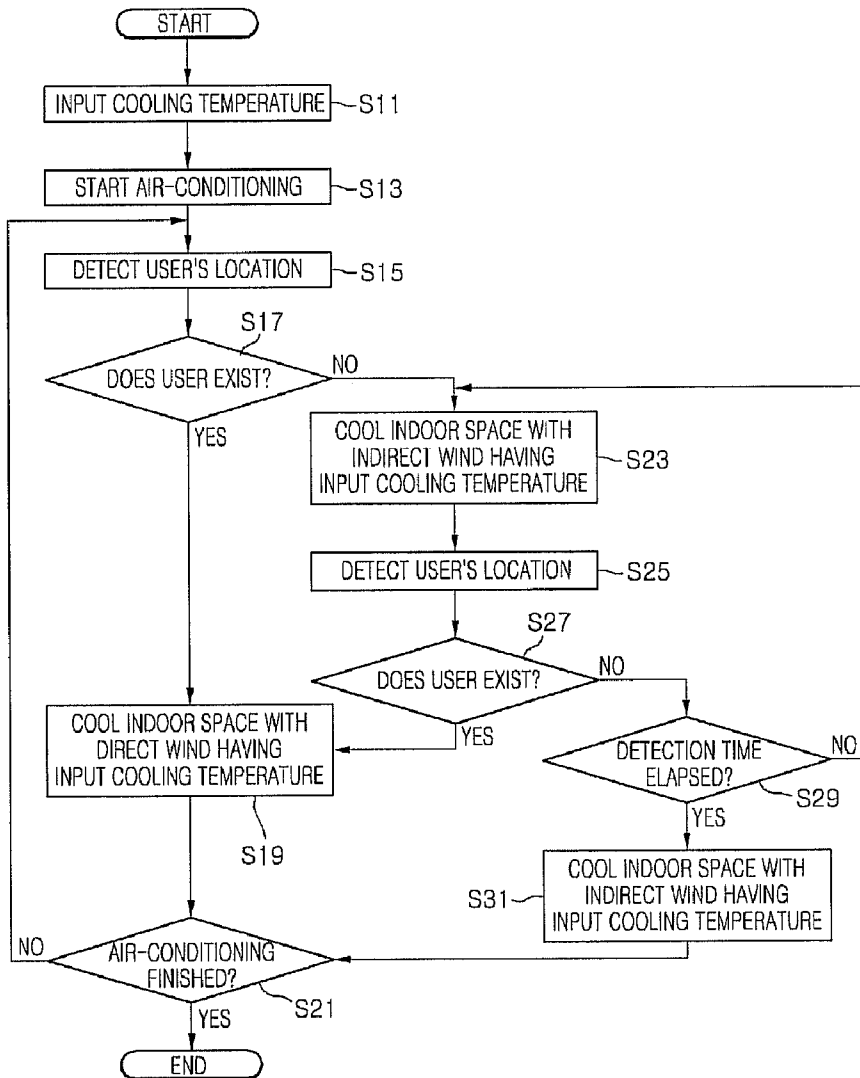 START
INPUT COOLING TEMPERATURE
S11
START AIR-CONDITIONING
S13
DETECT USER'S LOCATION
S15
S17
DOES USER EXIST?
NO
YES
COOL INDOOR SPACE WITH
INDIRECT WIND HAVING
INPUT COOLING TEMPERATURE
S23
DETECT USER'S LOCATION
S25
S27
DOES USER EXIST?
NO
YES
COOL INDOOR SPACE WITH
DIRECT WIND HAVING
INPUT COOLING TEMPERATURE
S19
DETECTION TIME
ELAPSED?
NO
S29
YES
COOL INDOOR SPACE WITH
INDIRECT WIND HAVING
INPUT COOLING TEMPERATURE
S31
AIR-CONDITIONING
FINISHED?
NO
S21
YES
END